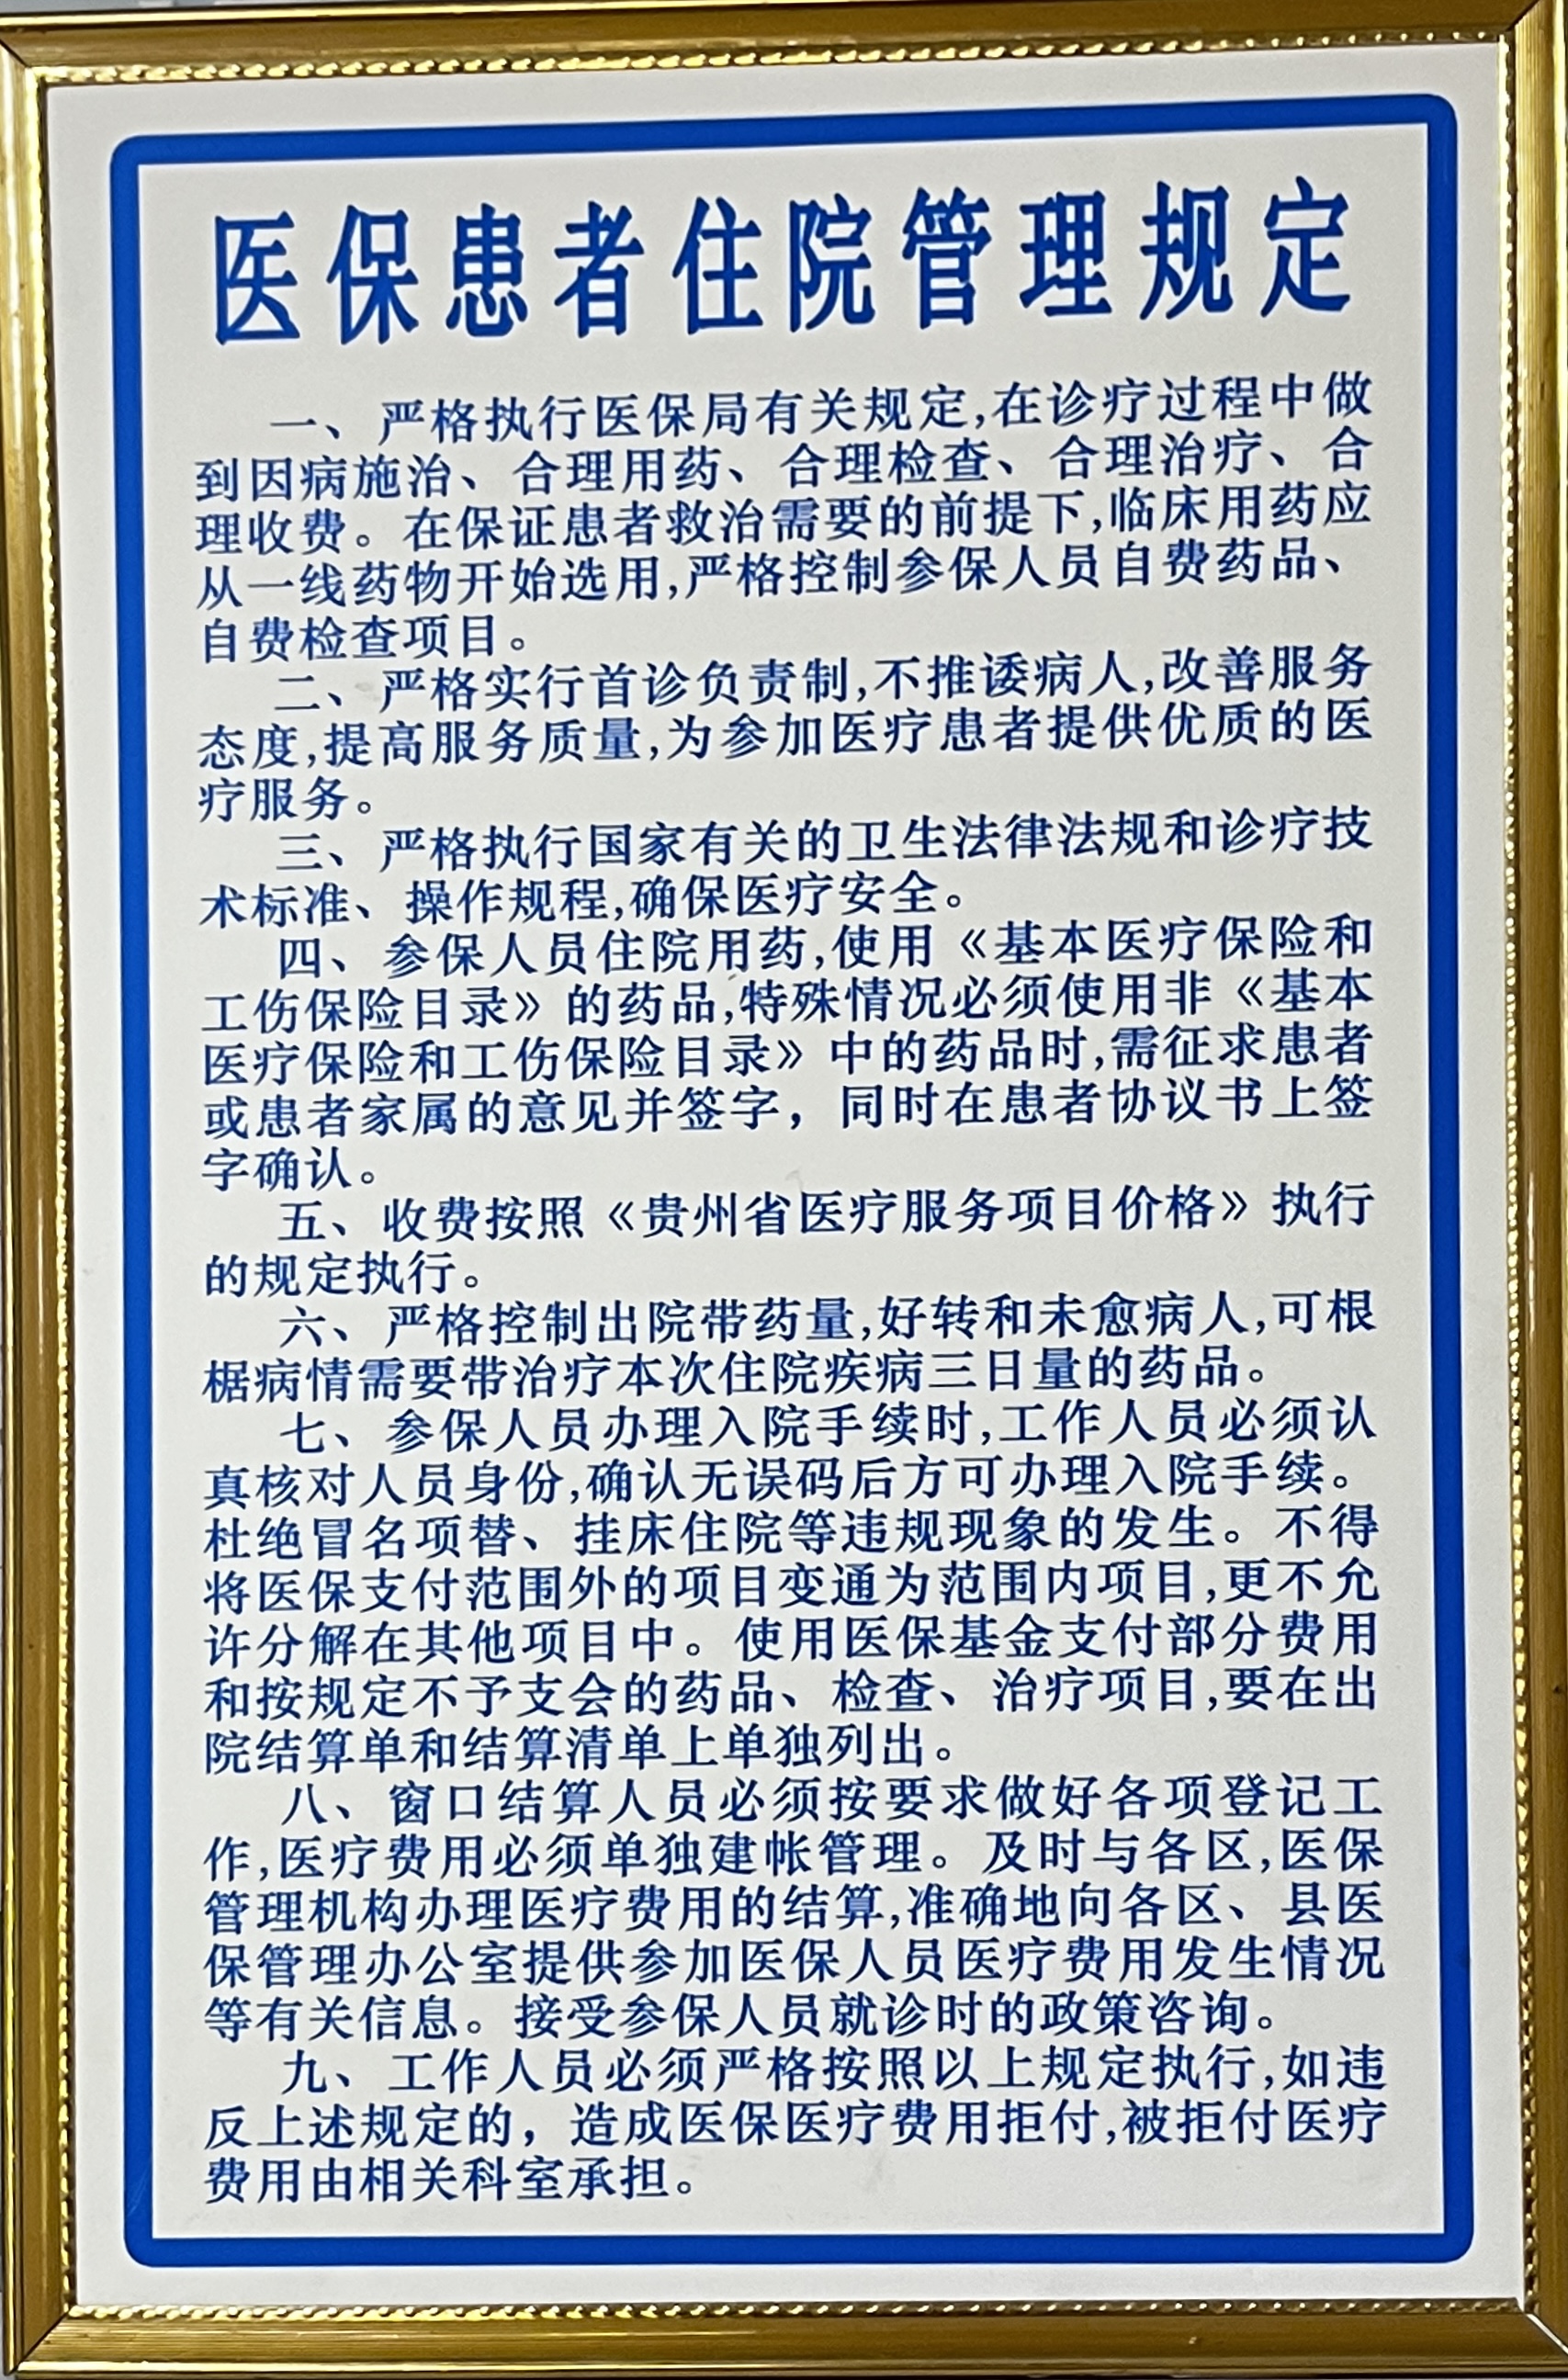 医保患者住院管理规定
一、严格执行医保局有关规定,在诊疗过程中做
到因病施治、合理用药、合理检查、合理治疗、合
理收费。在保证患者救治需要的前提下,临床用药应
从一线药物开始选用,严格控制参保人员自费药品、
自费检查项目。
二、严格实行首诊负责制,不推诿病人,改善服务
态度,提高服务质量,为参加医疗患者提供优质的医
疗服务。
三、严格执行国家有关的卫生法律法规和诊疗技
术标准、操作规程,确保医疗安全。
四、参保人员住院用药,使用《基本医疗保险和
工伤保险目录》的药品,特殊情况必须使用非《基本
医疗保险和工伤保险目录》中的药品时,需征求患者
或患者家属的意见并签字，同时在患者协议书上签
字确认。
五、收费按照《贵州省医疗服务项目价格》执行
的规定执行。
六、严格控制出院带药量,好转和未愈病人,可根
椐病情需要带治疗本次住院疾病三日量的药品。
七、参保人员办理入院手续时,工作人员必须认
真核对人员身份,确认无误码后方可办理入院手续。
杜绝冒名项替、挂床住院等违规现象的发生。不得
将医保支付范围外的项目变通为范围内项目,更不允
许分解在其他项目中。使用医保基金支付部分费用
和按规定不予支会的药品、检查、治疗项目,要在出
院结算单和结算清单上单独列出。
八、窗口结算人员必须按要求做好各项登记工
作,医疗费用必须单独建帐管理。及时与各区,医保
管理机构办理医疗费用的结算,准确地向各区、县医
保管理办公室提供参加医保人员医疗费用发生情况
等有关信息。接受参保人员就诊时的政策咨询。
九、工作人员必须严格按照以上规定执行,如违
反上述规定的，造成医保医疗费用拒付,被拒付医疗
费用由相关科室承担。